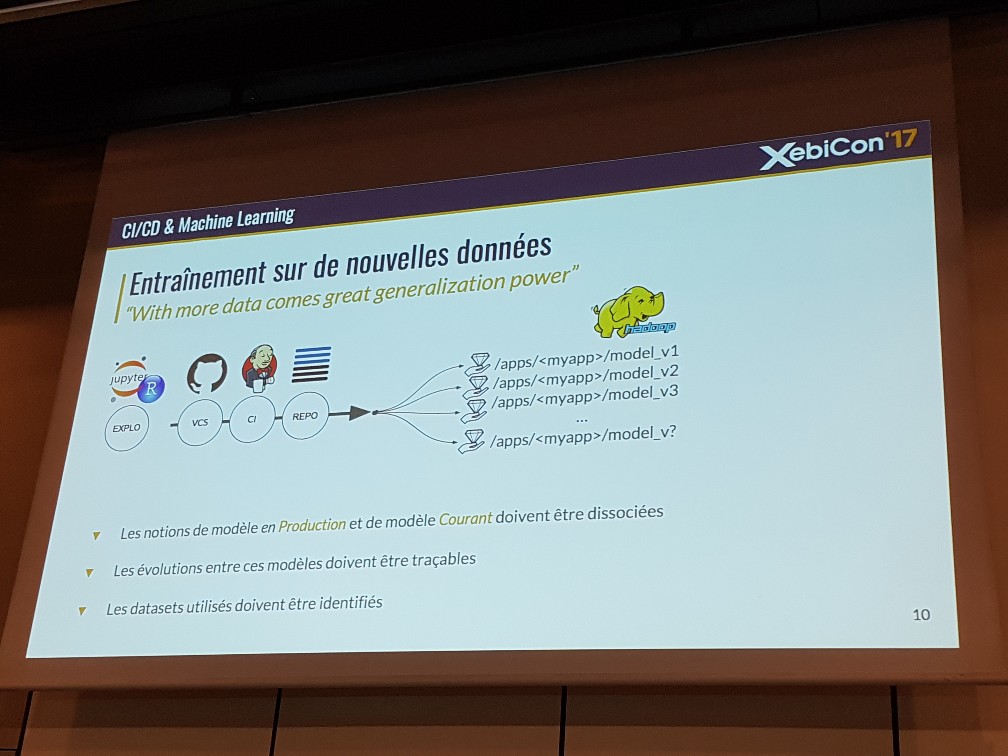 XebiCon'17
CI/CD & Machine Learning
Entraînement sur de nouvelles données
“With more data comes great generalization power”
hadoop
jupyter
R
EXPLO
VCS
CI
REPO
/apps/<myapp>/model_v1
/apps/<myapp>/model_v2
/apps/<myapp>/model_v3
...
/apps/<myapp>/model_v?
Les notions de modèle en Production et de modèle Courant doivent être dissociées
Les évolutions entre ces modèles doivent être traçables
Les datasets utilisés doivent être identifiés
10